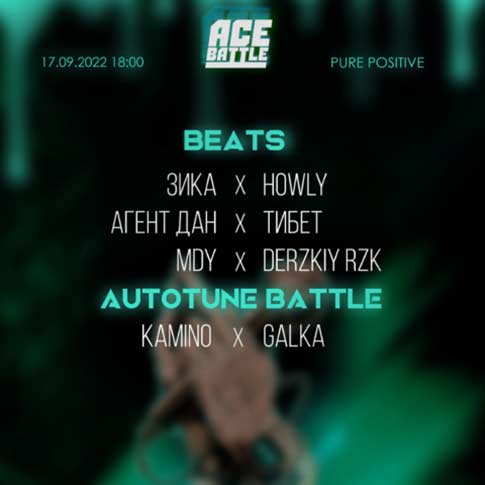 ACE
BATTLE
17.09.2022 18:00
PURE POSITIVE
BEATS
ЗИКА X HOWLY
АГЕНТ ДАН X ТИБЕТ
MDY X DERZKIY RZK
AUTOTUNE BATTLE
KAMINO X GALKA